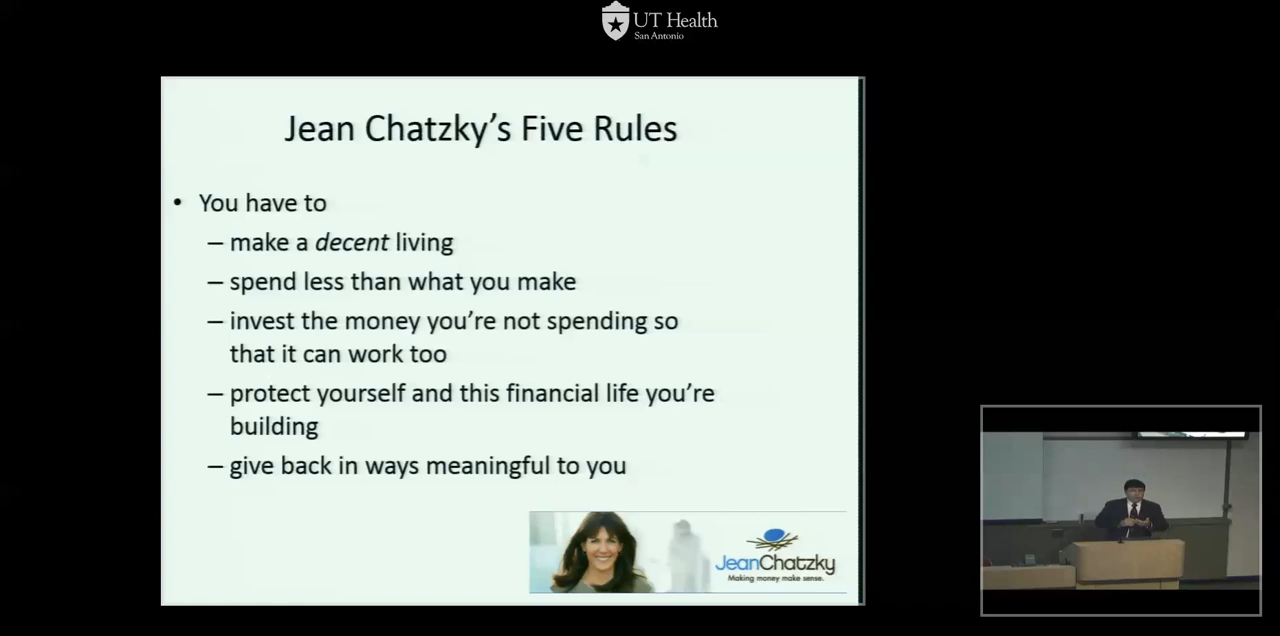 UT Health
San Antonio
Jean Chatzky's Five Rules
• You have to
– make a decent living
– spend less than what you make
– invest the money you're not spending so
that it can work too
– protect yourself and this financial life you're
building
– give back in ways meaningful to you
JeanChatzky
Making money make sense.